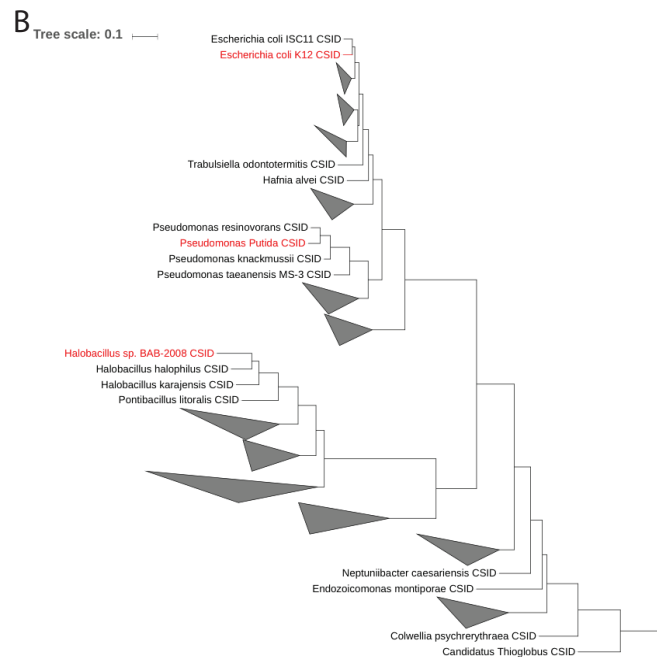 B
Tree scale: 0.1
Escherichia coli ISC11 CSID
Escherichia coli K12 CSID
Trabulsiella odontotermitis CSID
Hafnia alvei CSID
Pseudomonas resinovorans CSID
Pseudomonas Putida CSID
Pseudomonas knackmussii CSID
Pseudomonas taeanensis MS-3 CSID
Halobacillus sp. BAB-2008 CSID
Halobacillus halophilus CSID
Halobacillus karajensis CSID
Pontibacillus litoralis CSID
Neptuniibacter caesariensis CSID
Endozoicomonas montiporae CSID
Colwellia psychrerythraea CSID
Candidatus Thioglobus CSID